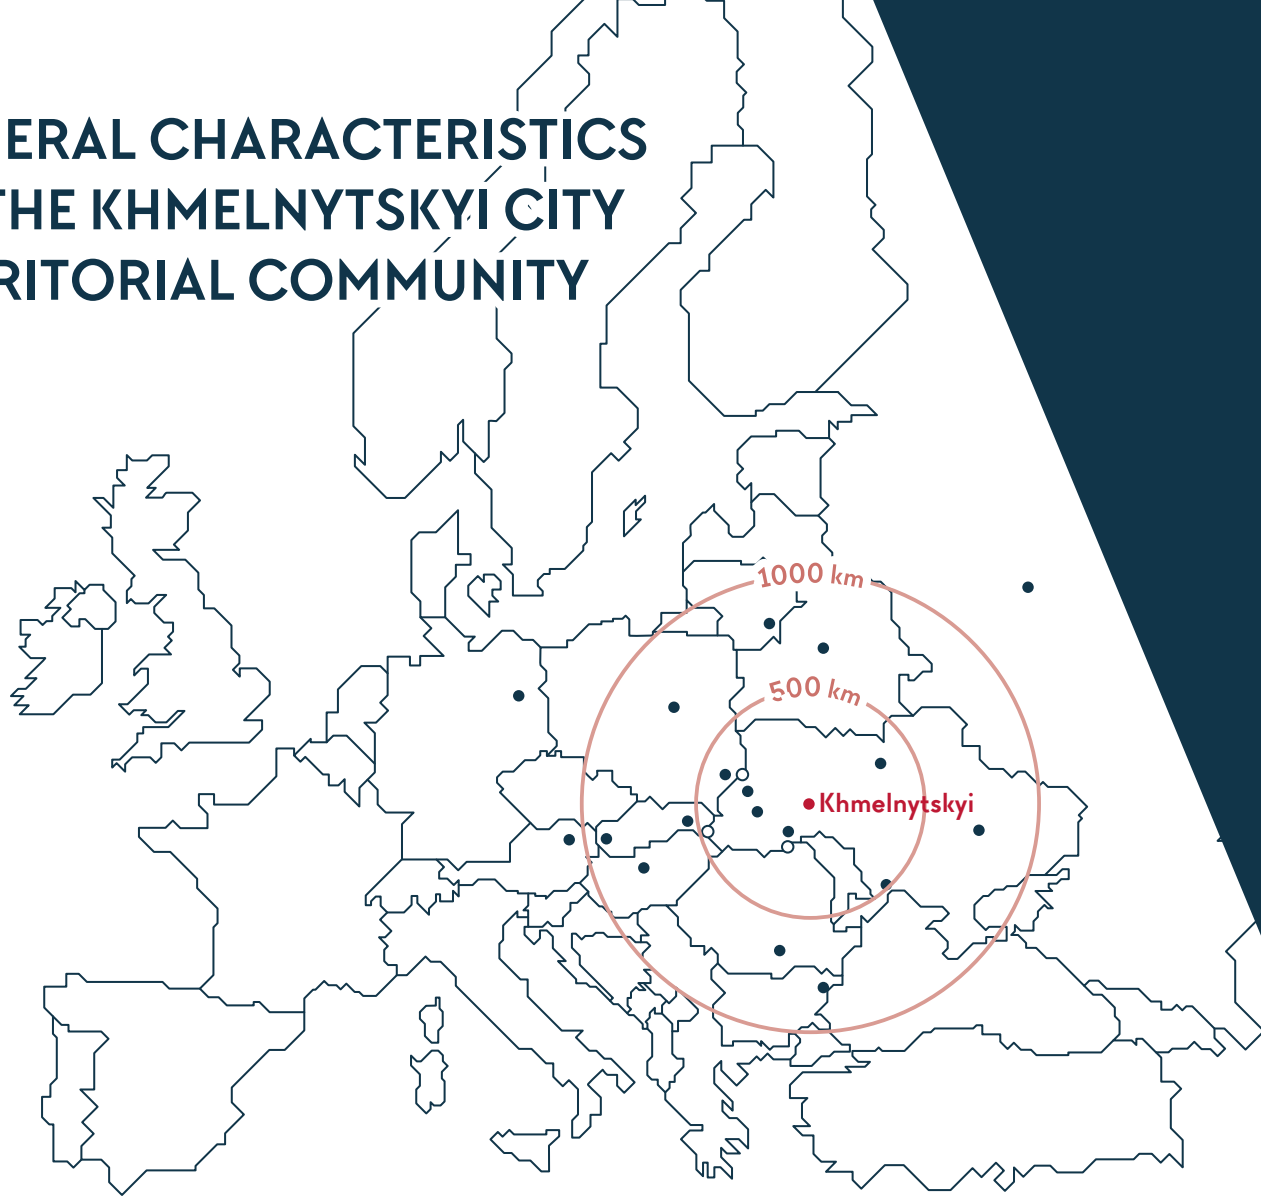 ERAL CHARACTERISTICS
THE KHMELNYTSKYI CITY
RITORIAL COMMUNITY
1000 km
500 km
Khmelnytskyi